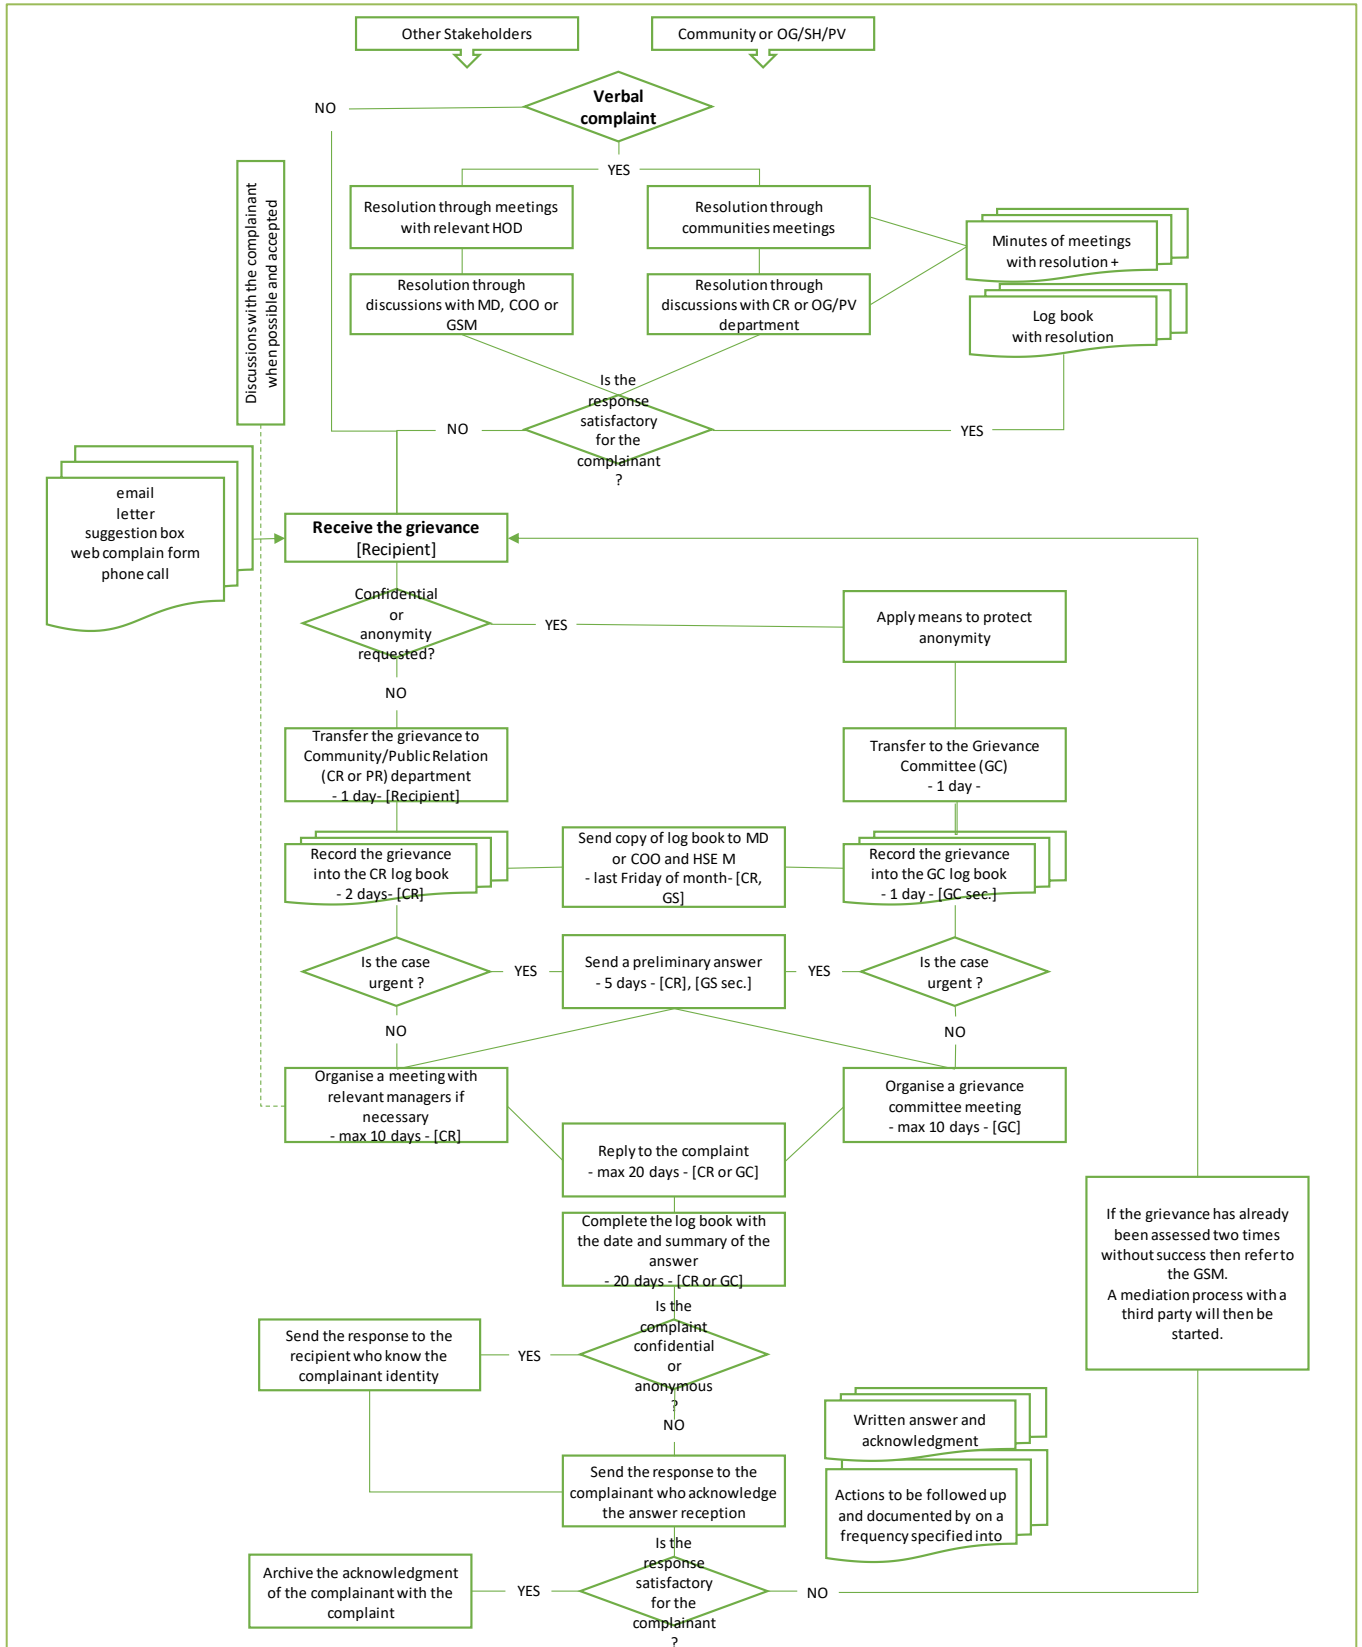 Other Stakeholders
Community or OG/SH/PV
Verbal
complaint
NO
YES
Discussions with the complainant
when possible and accepted
Resolution through meetings
with relevant HOD
Resolution through
communities meetings
Minutes of meetings
with resolution +
Resolution through
discussions with MD, COO or
GSM
Resolution through
discussions with CR or OG/PV
department
Log book
with resolution
Is the
response
satisfactory
for the
complainant
?
NO
YES
email
letter
suggestion box
web complain form
phone call
Receive the grievance
[Recipient]
Confidential
or
anonymity
requested?
YES
Apply means to protect
anonymity
NO
Transfer the grievance to
Community/Public Relation
(CR or PR) department
- 1 day- [Recipient]
Transfer to the Grievance
Committee (GC)
- 1 day -
Record the grievance
into the CR log book
- 2 days- [CR]
Send copy of log book to MD
or COO and HSE M
- last Friday of month- [CR,
GS]
Record the grievance
into the GC log book
- 1 day - [GC sec.]
Is the case
urgent ?
YES
Send a preliminary answer
- 5 days - [CR], [GS sec.]
YES
Is the case
urgent ?
NO
NO
Organise a meeting with
relevant managers if
necessary
- max 10 days - [CR]
Organise a grievance
committee meeting
- max 10 days - [GC]
Reply to the complaint
- max 20 days - [CR or GC]
Complete the log book with
the date and summary of the
answer
- 20 days - [CR or GC]
If the grievance has already
been assessed two times
without success then refer to
the GSM.
A mediation process with a
third party will then be
started.
Is the
complaint
confidential
or
anonymous
?
YES
Send the response to the
recipient who know the
complainant identity
NO
Written answer and
acknowledgment
Send the response to the
complainant who acknowledge
the answer reception
Actions to be followed up
and documented by on a
frequency specified into
Is the
response
satisfactory
for the
complainant
?
YES
Archive the acknowledgment
of the complainant with the
complaint
NO